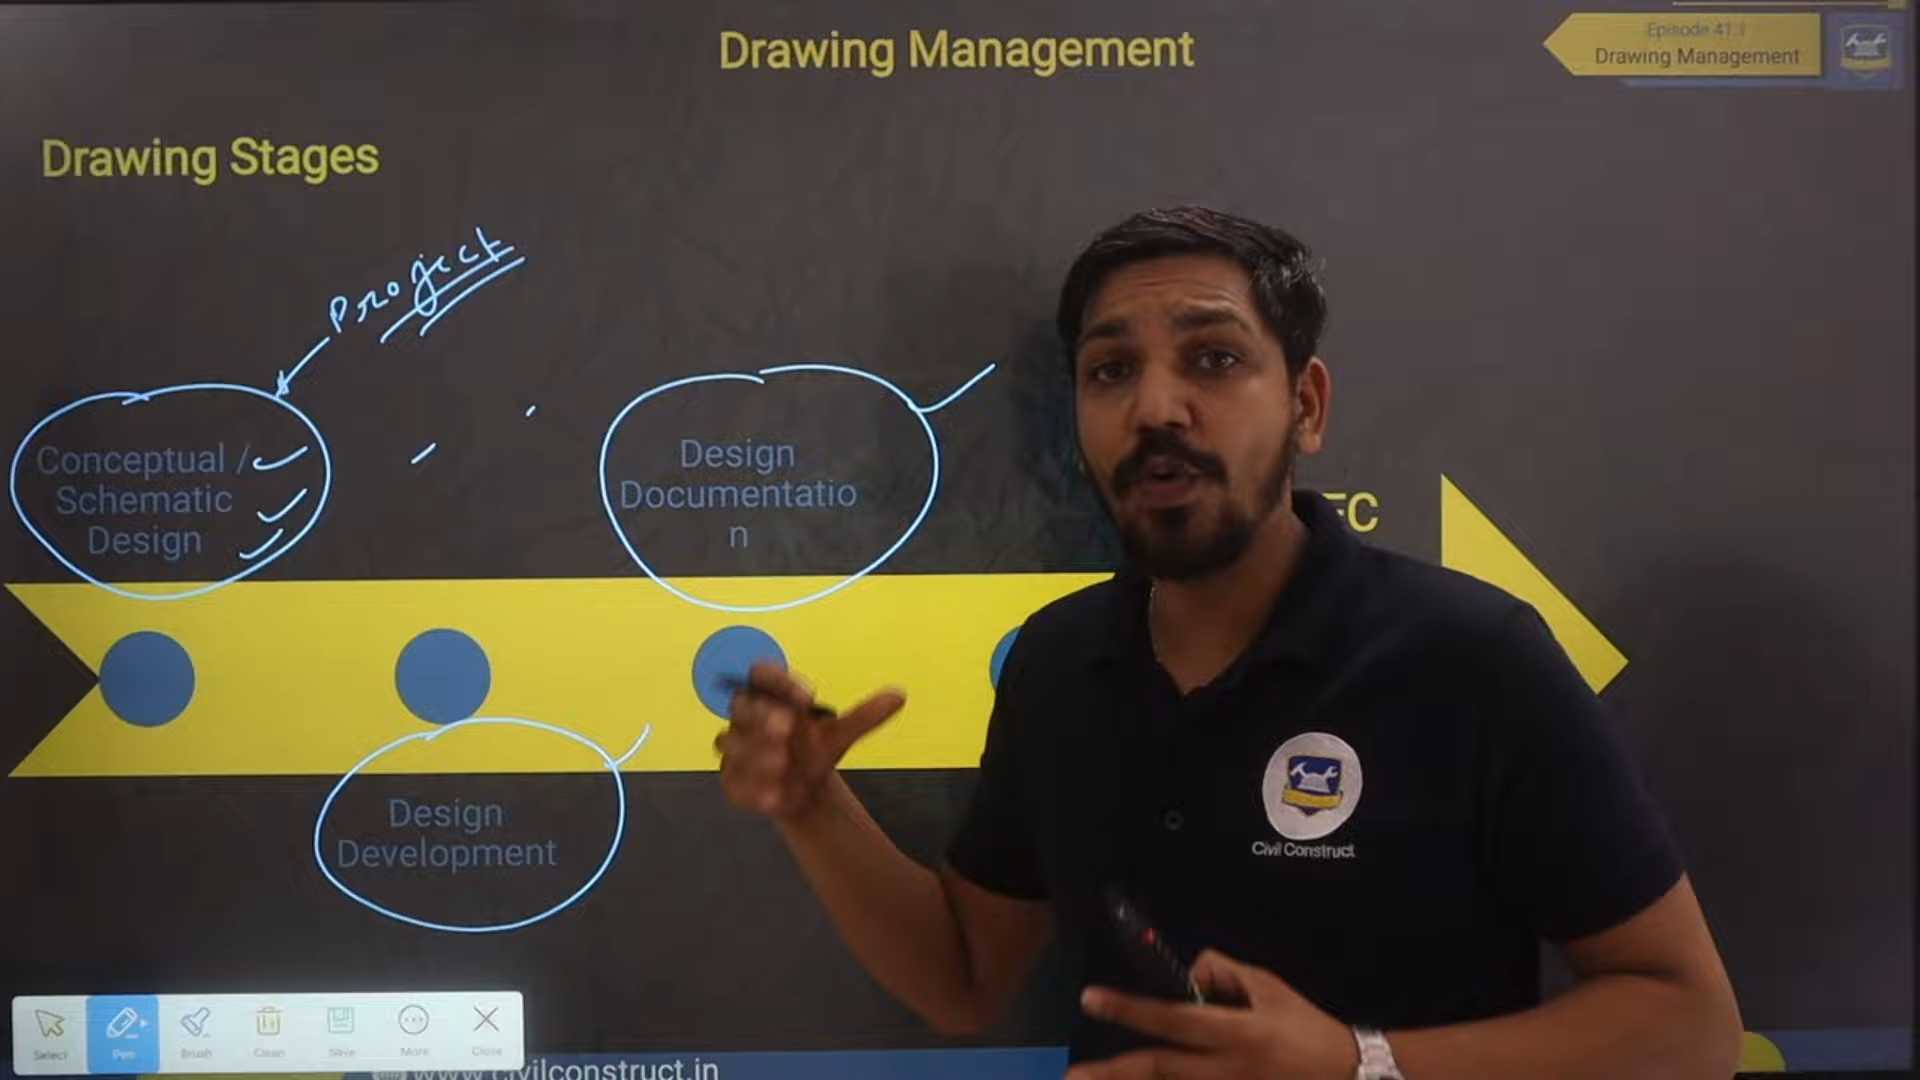 Drawing Management
Episode 41.1
Drawing Management
Drawing Stages
Project
Conceptual /
Schematic
Design
Design
Documentatio
n
FC
Design
Development
Civil Construct
Select
Pen
Brush
Clean
Save
More
Close
www.civilconstruct.in